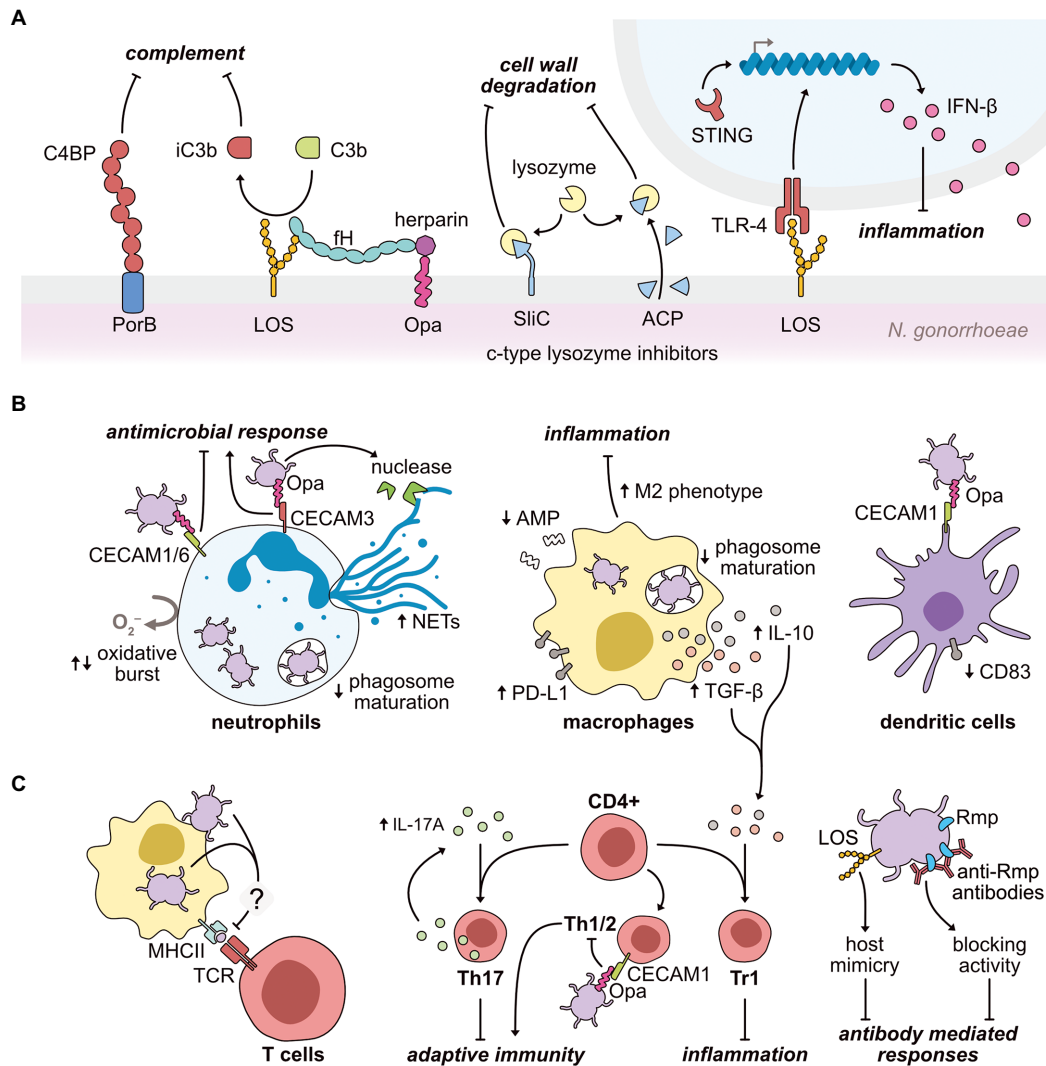 A
complement
C4BP
iC3b
C3b
fH
herparin
PorB
LOS
Opa
cell wall
degradation
lysozyme
SliC
ACP
c-type lysozyme inhibitors
STING
IFN-β
TLR-4
inflammation
LOS
N. gonorrhoeae
B
antimicrobial response
nuclease
Opa
CECAM3
CECAM1/6
O2−
↑↓ oxidative
burst
↑ NETs
↓ phagosome
maturation
neutrophils
inflammation
↑ M2 phenotype
↓ AMP
↓ phagosome
maturation
↑ IL-10
↑ PD-L1
↑ TGF-β
macrophages
Opa
CECAM1
↓ CD83
dendritic cells
C
?
MHCII
TCR
T cells
↑ IL-17A
CD4+
Th17
Th1/2
CECAM1
Opa
Tr1
adaptive immunity
inflammation
LOS
Rmp
anti-Rmp
antibodies
host
mimicry
blocking
activity
antibody mediated
responses